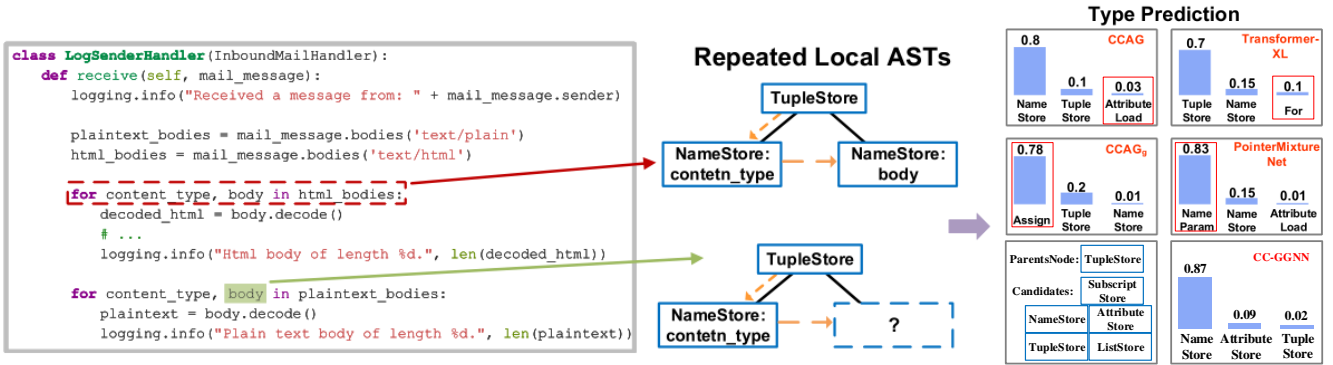 class LogSenderHandler(InboundMailHandler):
def receive(self, mail_message):
logging.info("Received a message from: " + mail_message.sender)
plaintext_bodies = mail_message.bodies('text/plain')
html_bodies = mail_message.bodies('text/html')
for content_type, body in html_bodies:
decoded_html = body.decode()
# ...
logging.info("Html body of length %d.", len(decoded_html))
for content_type, body in plaintext_bodies:
plaintext = body.decode()
logging.info("Plain text body of length %d.", len(plaintext))
Repeated Local ASTs
TupleStore
NameStore:
contetn_type
NameStore:
body
TupleStore
NameStore:
contetn_type
?
Type Prediction
CCAG
0.8
0.1
0.03
Name
Store
Tuple
Store
Attribute
Load
Transformer-
XL
0.7
0.15
0.1
Tuple
Store
Name
Store
For
CCAGg
0.78
0.2
0.01
Assign
Tuple
Store
Name
Store
PointerMixture
Net
0.83
0.15
0.01
Name
Param
Name
Store
Attribute
Load
ParentsNode:
TupleStore
Candidates:
Subscript
Store
NameStore
Attribute
Store
TupleStore
ListStore
CC-GGNN
0.87
0.09
0.02
Name
Store
Attribute
Store
Tuple
Store